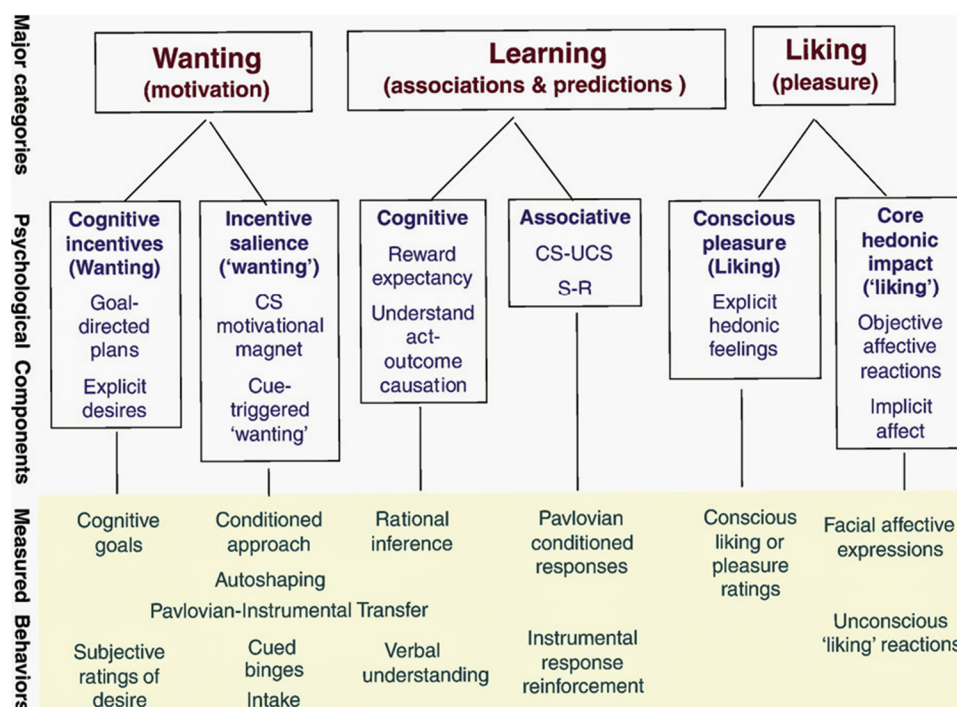 Major categories
Wanting
(motivation)
Learning
(associations & predictions )
Liking
(pleasure)
Psychological Components
Cognitive
incentives
(Wanting)
Goal-
directed
plans
Explicit
desires
Incentive
salience
(‘wanting’)
CS
motivational
magnet
Cue-
triggered
‘wanting’
Cognitive
Reward
expectancy
Understand
act-
outcome
causation
Associative
CS-UCS
S-R
Conscious
pleasure
(Liking)
Explicit
hedonic
feelings
Core
hedonic
impact
(‘liking’)
Objective
affective
reactions
Implicit
affect
Measured Behaviors
Cognitive
goals
Subjective
ratings of
desire
Conditioned
approach
Autoshaping
Pavlovian-Instrumental Transfer
Cued
binges
Intake
Rational
inference
Verbal
understanding
Pavlovian
conditioned
responses
Instrumental
response
reinforcement
Conscious
liking or
pleasure
ratings
Facial affective
expressions
Unconscious
‘liking’ reactions